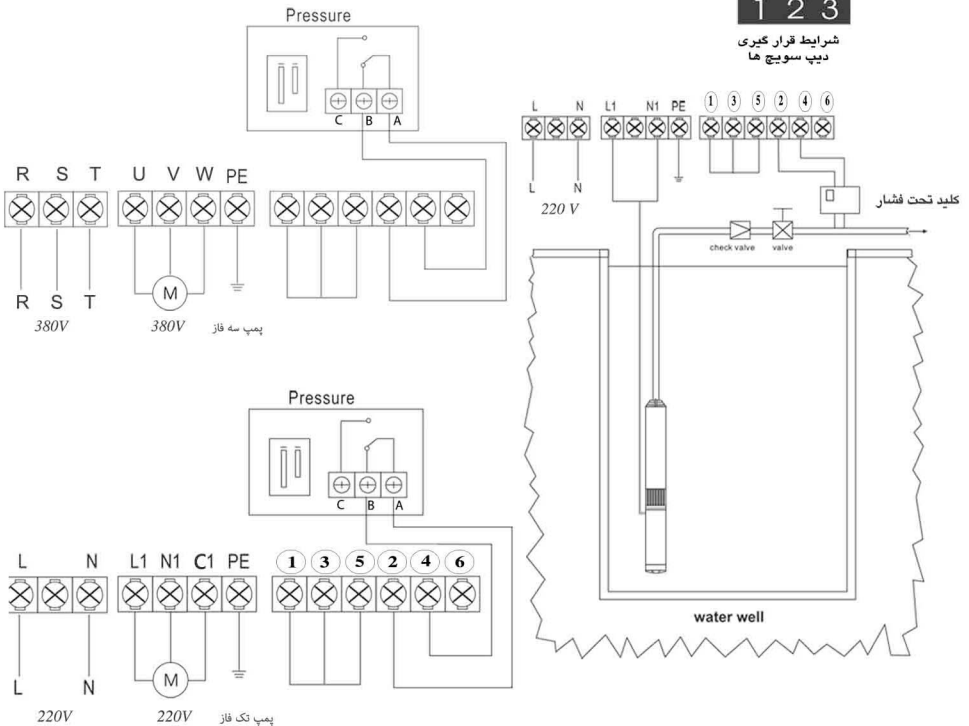 1 2 3
شرایط قرار گیری
دیپ سویچ ها
Pressure
C B A
R S T U V W PE
M
R S T
380V 380V پمپ سه فاز
L N L1 N1 PE 1 3 5 2 4 6
L N
220 V
کلید تحت فشار
check valve valve
water well
Pressure
C B A
L N L1 N1 C1 PE 1 3 5 2 4 6
M
L N
220V 220V پمپ تک فاز